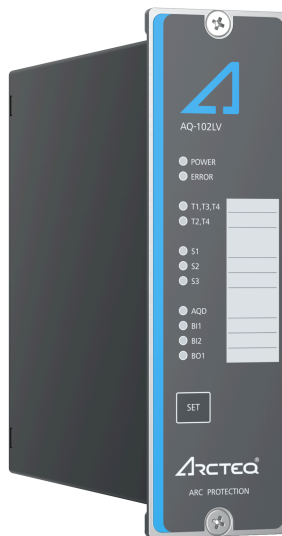 AQ-102LV
POWER
ERROR
T1,T3,T4
T2,T4
S1
S2
S3
AQD
BI1
BI2
BO1
SET
ARCTEQ®
ARC PROTECTION